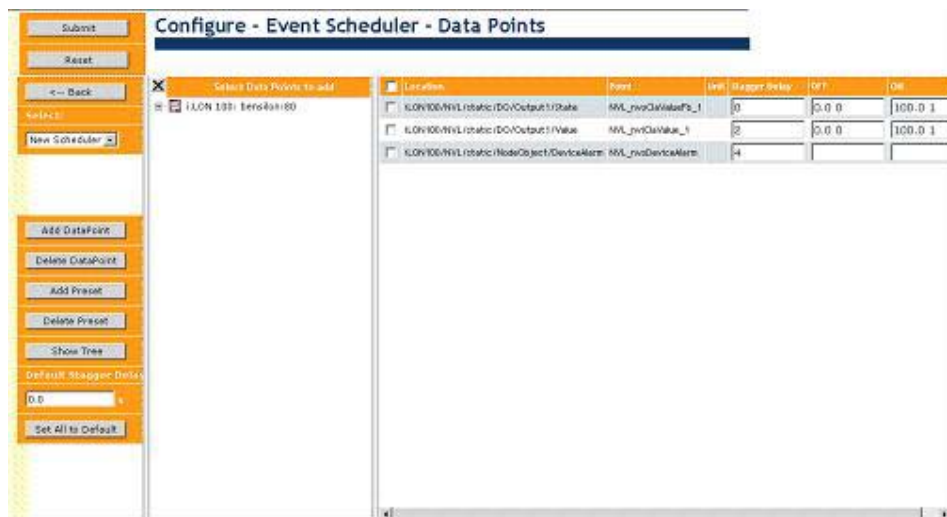 Submit
Configure - Event Scheduler - Data Points
Reset
<-- Back
Select:
New Scheduler
Add DataPoint
Delete DataPoint
Add Preset
Delete Preset
Show Tree
Default Stagger Delay
0.0 s
Set All to Default
X Select Data Points to add
i.LON 100: bensilon:80
Location Point Unit Stagger Delay OFF ON
iLON100/NVL/static/DO/Output1/State 0 0.0 0 100.0 1
iLON100/NVL/static/DO/Output1/Value NVL_nviClaValue_1 2 0.0 0 100.0 1
iLON100/NVL/static/NodeObject/DeviceAlarm NVL_nvoDeviceAlarm 4